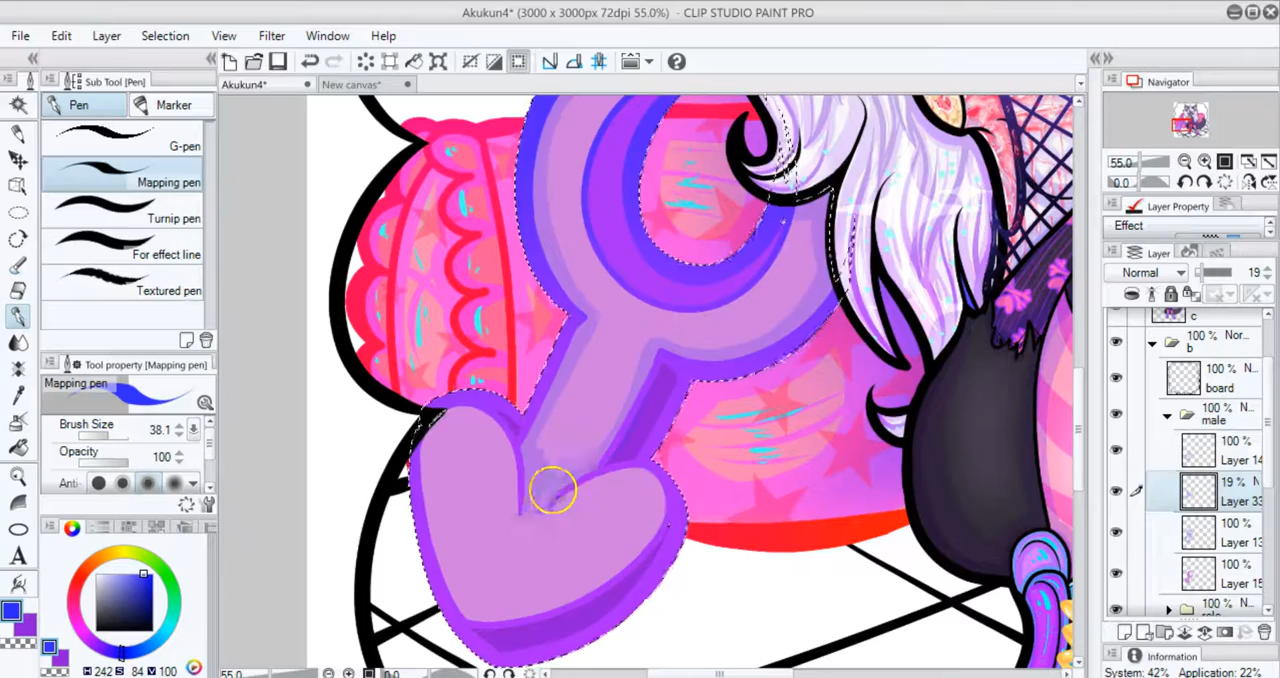 Akukun4* (3000 x 3000px 72dpi 55.0%) - CLIP STUDIO PAINT PRO
File Edit Layer Selection View Filter Window Help
Sub Tool [Pen]
Akukun4* New canvas*
Navigator
Pen Marker
G-pen
Mapping pen
Turnip pen
For effect line
Textured pen
55.0
0.0
Layer Property
Effect
Layer
Normal 19
c
100 % Nor
b
100 % N...
board
100 % N...
male
100 %
Layer 14
19 % N
Layer 33
100 %
Layer 13
100 %
Layer 15
100 % N...
Tool property [Mapping pen]
Mapping pen
Brush Size 38.1
Opacity 100
Anti-
A
H 242 S 84 V 100
55.0 0.0
Information
System: 42% Application: 22%